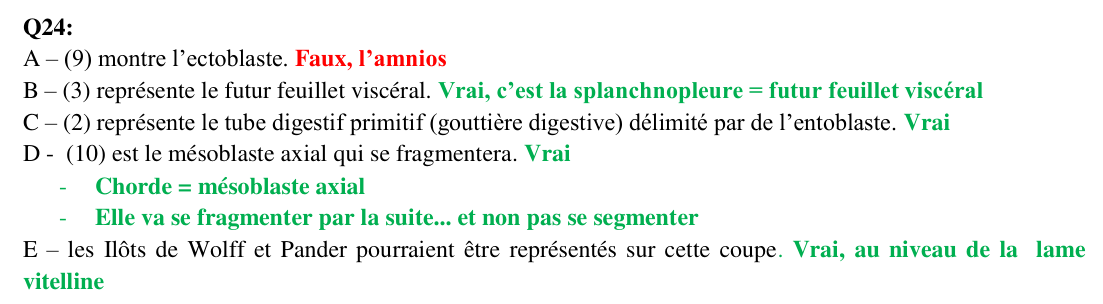 Q24:
A – (9) montre l’ectoblaste. Faux, l’amnios
B – (3) représente le futur feuillet viscéral. Vrai, c’est la splanchnopleure = futur feuillet viscéral
C – (2) représente le tube digestif primitif (gouttière digestive) délimité par de l’entoblaste. Vrai
D - (10) est le mésoblaste axial qui se fragmentera. Vrai
- Chorde = mésoblaste axial
- Elle va se fragmenter par la suite... et non pas se segmenter
E – les Ilôts de Wolff et Pander pourraient être représentés sur cette coupe. Vrai, au niveau de la lame
vitelline